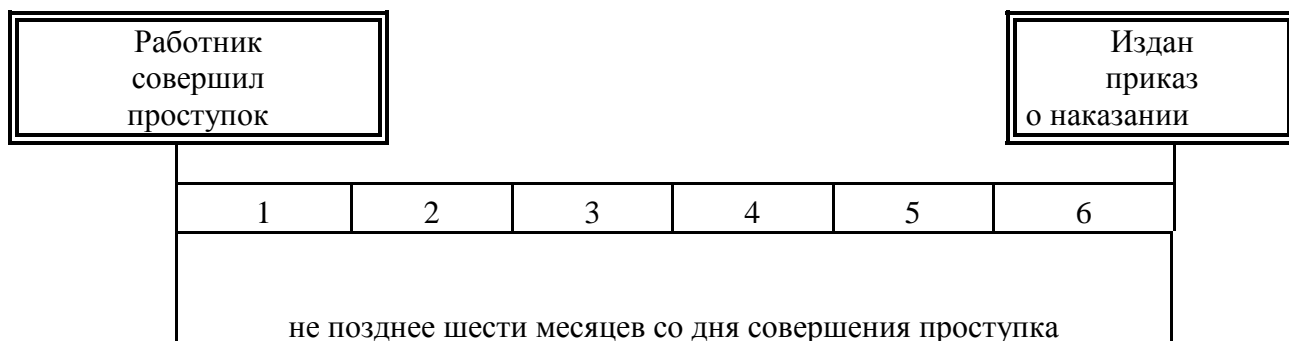 Работник
совершил
проступок
Издан
приказ
о наказании
1 2 3 4 5 6
не позднее шести месяцев со дня совершения проступка